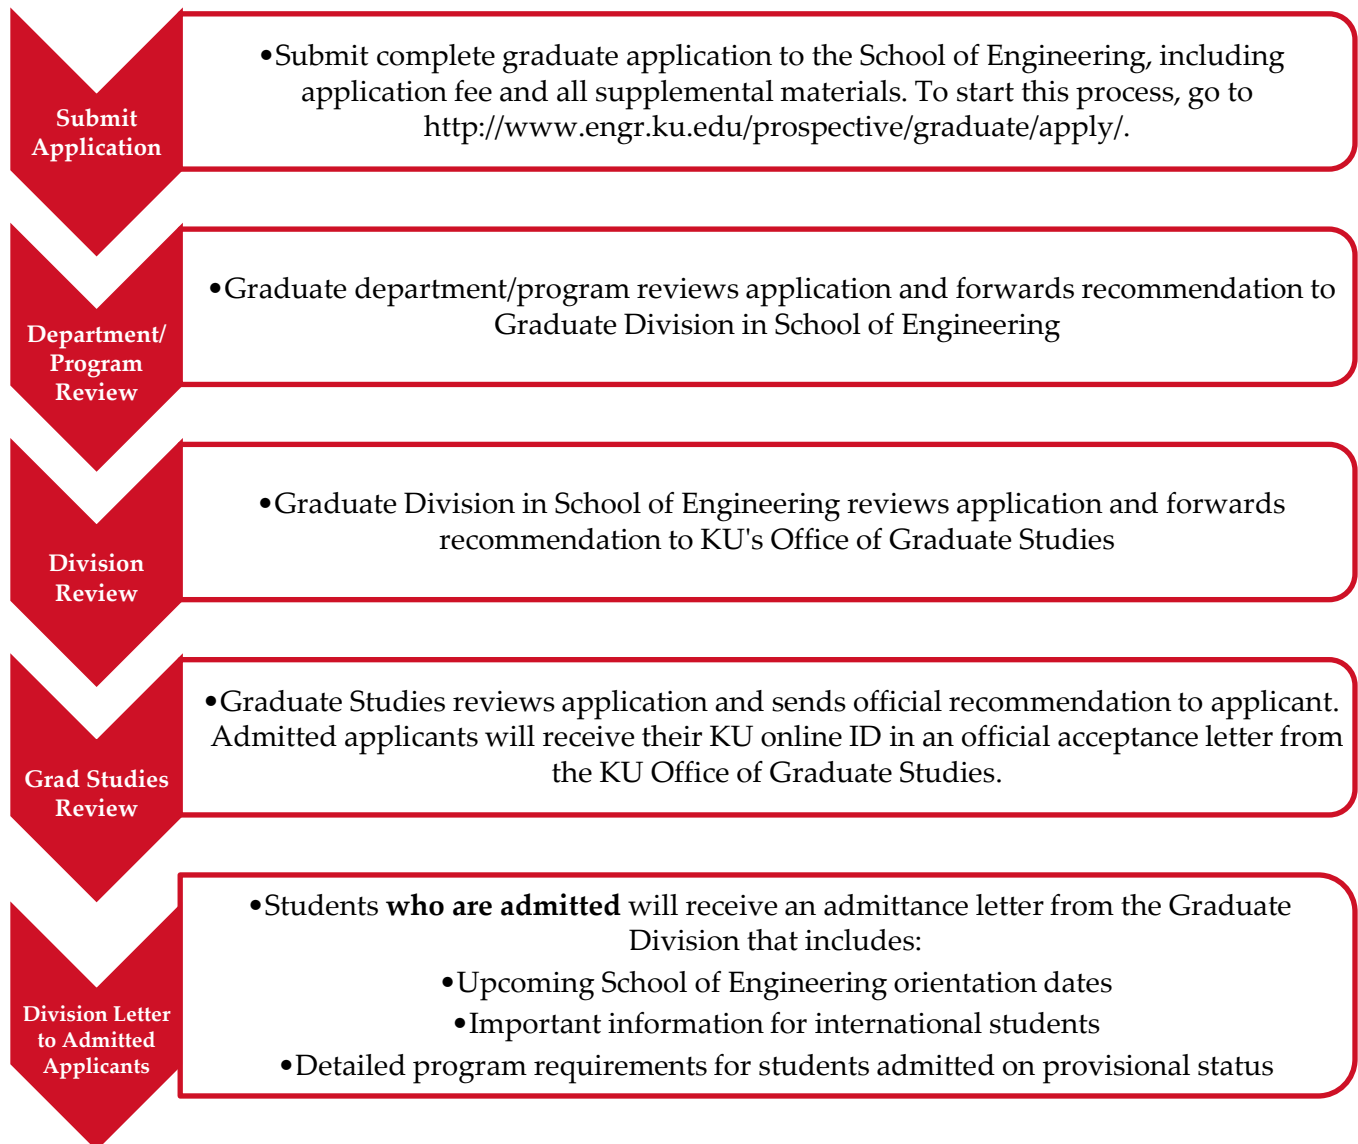 Submit
Application
•Submit complete graduate application to the School of Engineering, including
application fee and all supplemental materials. To start this process, go to
http://www.engr.ku.edu/prospective/graduate/apply/.
Department/
Program
Review
•Graduate department/program reviews application and forwards recommendation to
Graduate Division in School of Engineering
Division
Review
•Graduate Division in School of Engineering reviews application and forwards
recommendation to KU's Office of Graduate Studies
Grad Studies
Review
•Graduate Studies reviews application and sends official recommendation to applicant.
Admitted applicants will receive their KU online ID in an official acceptance letter from
the KU Office of Graduate Studies.
Division Letter
to Admitted
Applicants
•Students who are admitted will receive an admittance letter from the Graduate
Division that includes:
•Upcoming School of Engineering orientation dates
•Important information for international students
•Detailed program requirements for students admitted on provisional status